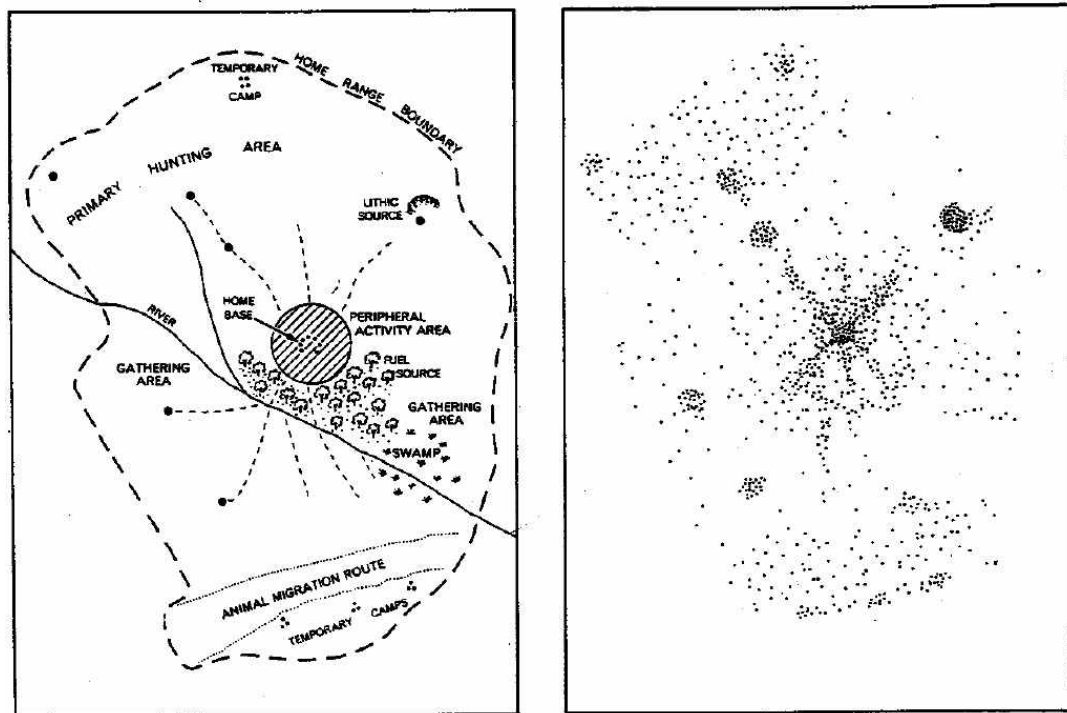 TEMPORARY
CAMP
HOME RANGE BOUNDARY
PRIMARY HUNTING AREA
LITHIC
SOURCE
HOME
BASE
PERIPHERAL
ACTIVITY AREA
RIVER
FUEL
SOURCE
GATHERING
AREA
GATHERING
AREA
SWAMP
ANIMAL MIGRATION ROUTE
TEMPORARY CAMPS